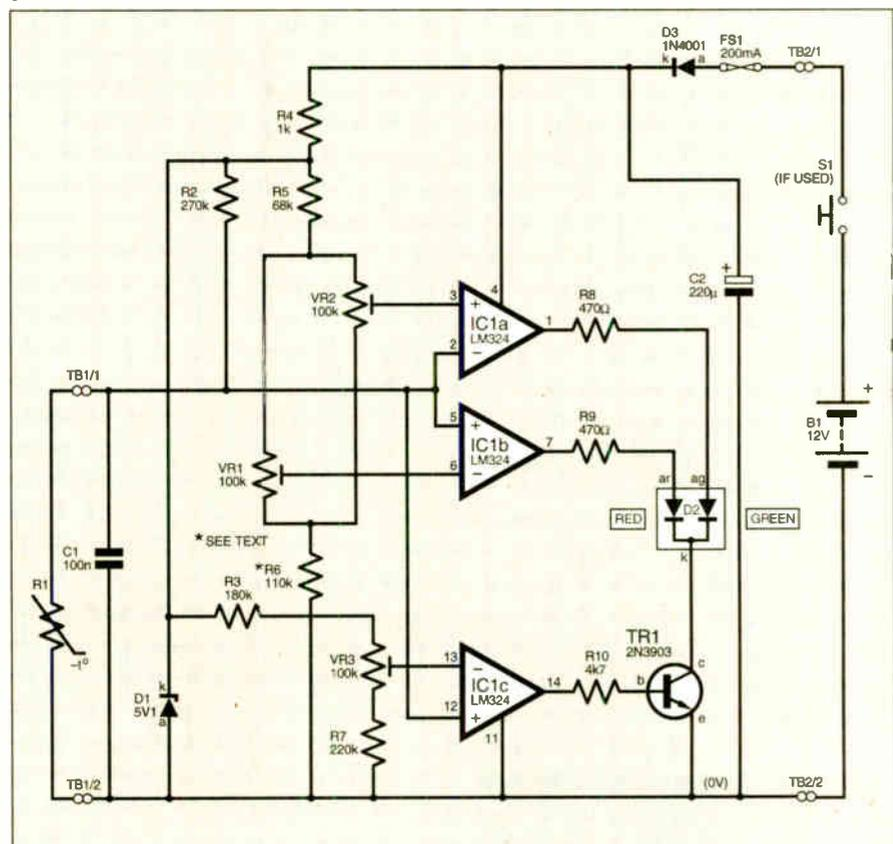 D3
1N4001
k a
FS1
200mA
TB2/1
R4
1k
R2
270k
R5
68k
S1
(IF USED)
VR2
100k
3
+
4
IC1a
LM324
2
−
1
R8
470Ω
C2
220μ
+
TB1/1
5
+
IC1b
LM324
6
−
7
R9
470Ω
B1
12V
+
−
VR1
100k
ar
ag
RED
D2
GREEN
k
*SEE TEXT
C1
100n
*R6
110k
R3
180k
R1
−t°
VR3
100k
13
−
IC1c
LM324
12
+
14
11
R10
4k7
TR1
2N3903
b
c
e
D1
5V1
k
a
R7
220k
TB1/2
(0V)
TB2/2